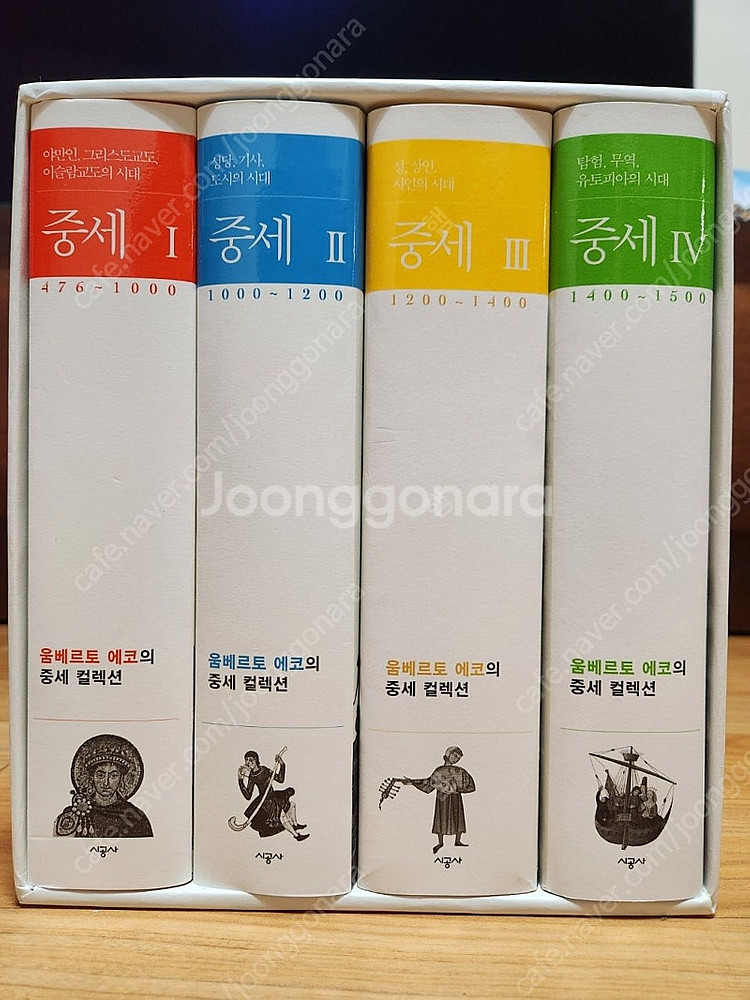 야만인, 그리스도교도,
이슬람교도의 시대
중세 I
476~1000
움베르토 에코의
중세 컬렉션
시공사
성당, 기사,
도시의 시대
중세 II
1000~1200
움베르토 에코의
중세 컬렉션
시공사
성, 상인,
시인의 시대
중세 III
1200~1400
움베르토 에코의
중세 컬렉션
시공사
탐험, 무역,
유토피아의 시대
중세 IV
1400~1500
움베르토 에코의
중세 컬렉션
시공사
Joonggonara
cafe.naver.com/joonggonara